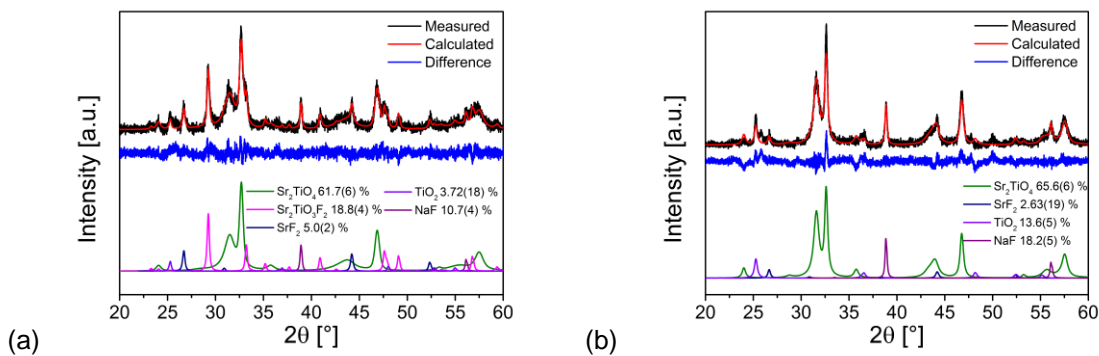 Measured
Calculated
Difference
Intensity [a.u.]
Sr₂TiO₄ 61.7(6) %
Sr₂TiO₃F₂ 18.8(4) %
SrF₂ 5.0(2) %
TiO₂ 3.72(18) %
NaF 10.7(4) %
20 25 30 35 40 45 50 55 60
2θ [°]
(a)
Measured
Calculated
Difference
Intensity [a.u.]
Sr₂TiO₄ 65.6(6) %
SrF₂ 2.63(19) %
TiO₂ 13.6(5) %
NaF 18.2(5) %
20 25 30 35 40 45 50 55 60
2θ [°]
(b)